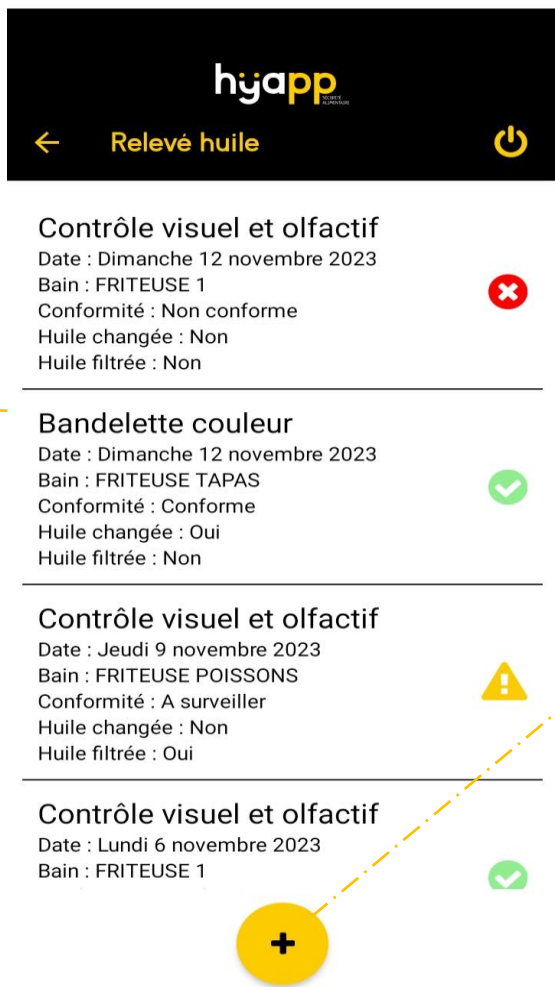 hyapp
SÉCURITÉ
ALIMENTAIRE
Relevé huile
Contrôle visuel et olfactif
Date : Dimanche 12 novembre 2023
Bain : FRITEUSE 1
Conformité : Non conforme
Huile changée : Non
Huile filtrée : Non
Bandelette couleur
Date : Dimanche 12 novembre 2023
Bain : FRITEUSE TAPAS
Conformité : Conforme
Huile changée : Oui
Huile filtrée : Non
Contrôle visuel et olfactif
Date : Jeudi 9 novembre 2023
Bain : FRITEUSE POISSONS
Conformité : A surveiller
Huile changée : Non
Huile filtrée : Oui
Contrôle visuel et olfactif
Date : Lundi 6 novembre 2023
Bain : FRITEUSE 1